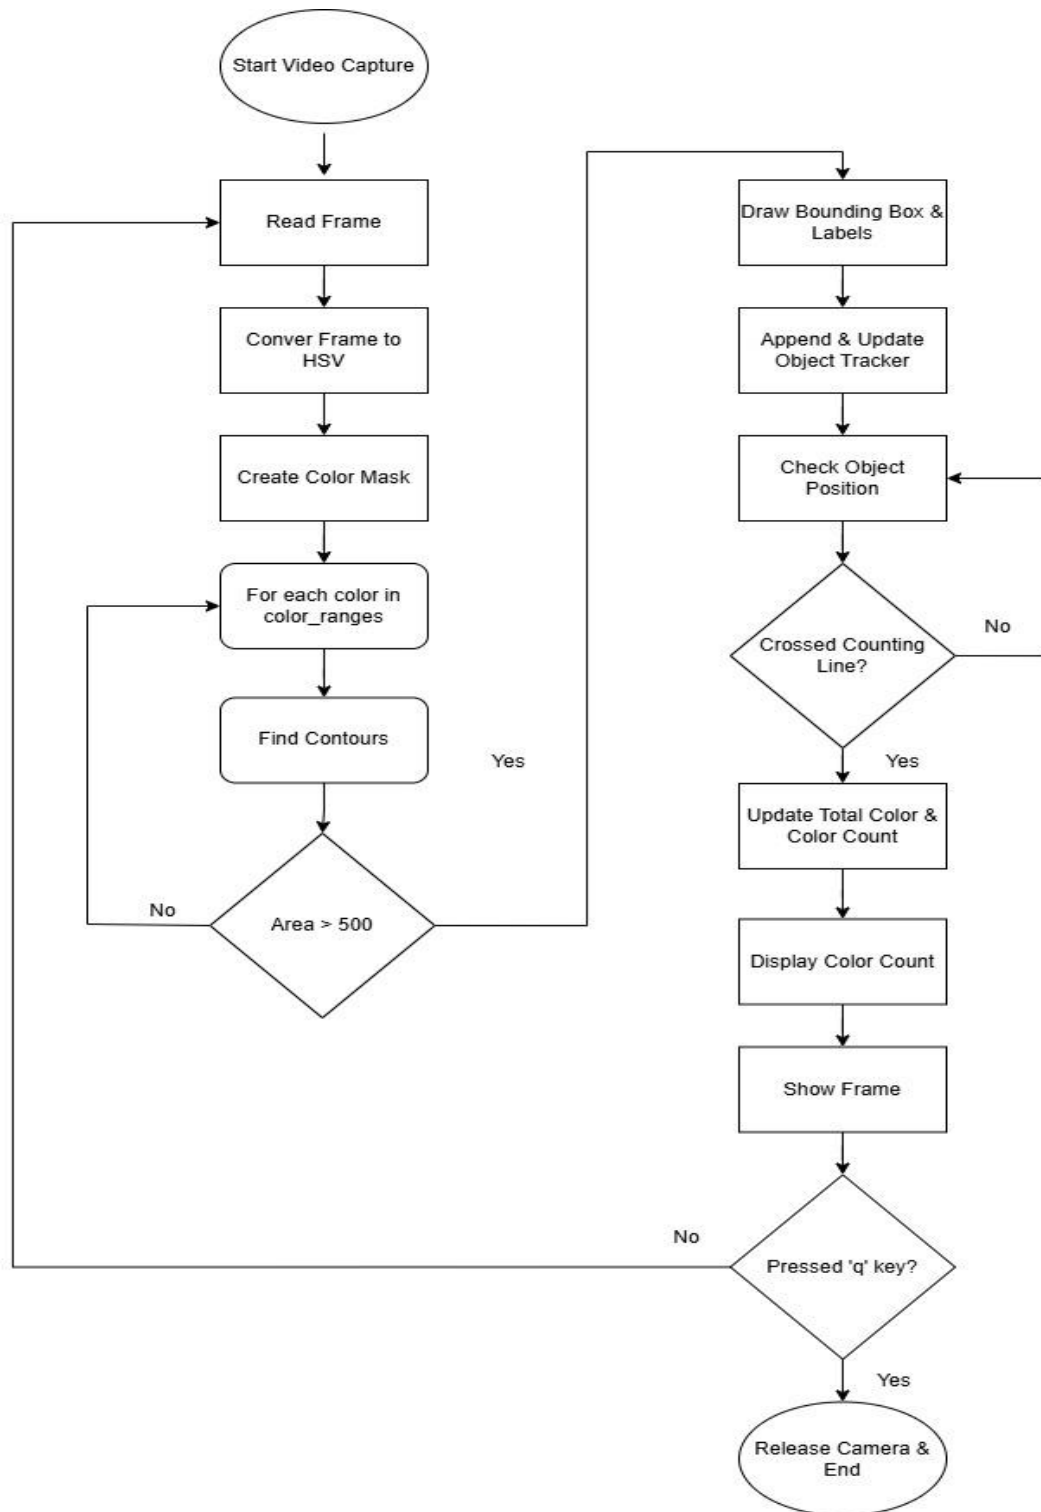 Start Video Capture
Read Frame
Conver Frame to
HSV
Create Color Mask
For each color in
color_ranges
Find Contours
Area > 500
No
Yes
Draw Bounding Box &
Labels
Append & Update
Object Tracker
Check Object
Position
Crossed Counting
Line?
No
Yes
Update Total Color &
Color Count
Display Color Count
Show Frame
Pressed 'q' key?
No
Yes
Release Camera &
End